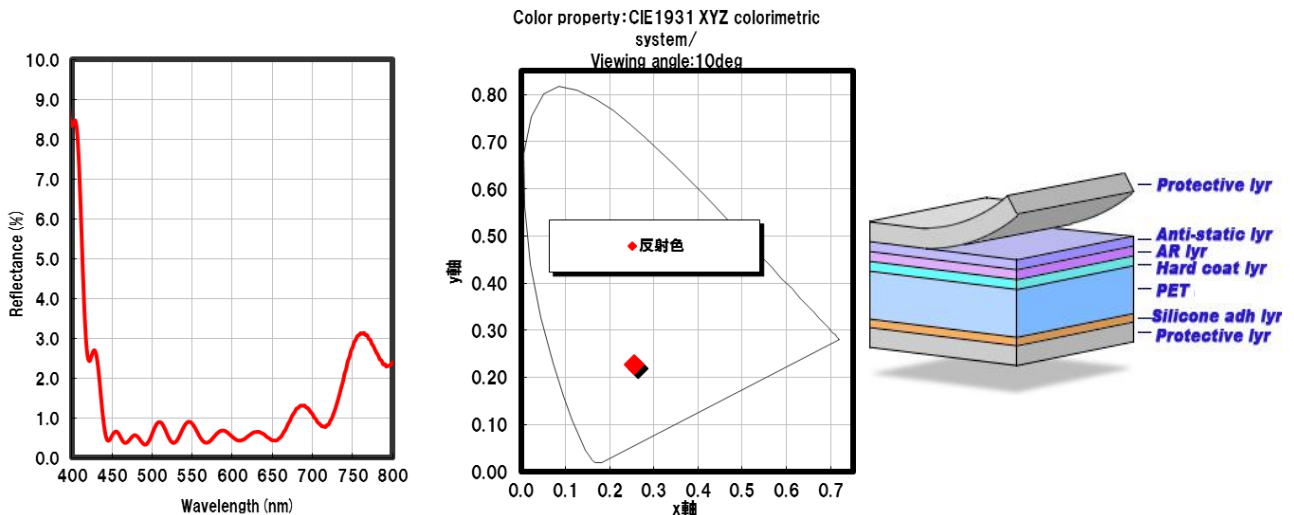 Color property:CIE1931 XYZ colorimetric
system/
Viewing angle:10deg
10.0
9.0
8.0
7.0
6.0
5.0
4.0
3.0
2.0
1.0
0.0
Reflectance (%)
400 450 500 550 600 650 700 750 800
Wavelength (nm)
0.80
0.70
0.60
0.50
0.40
0.30
0.20
0.10
0.00
y軸
反射色
0.0 0.1 0.2 0.3 0.4 0.5 0.6 0.7
x軸
Protective lyr
Anti-static lyr
AR lyr
Hard coat lyr
PET
Silicone adh lyr
Protective lyr